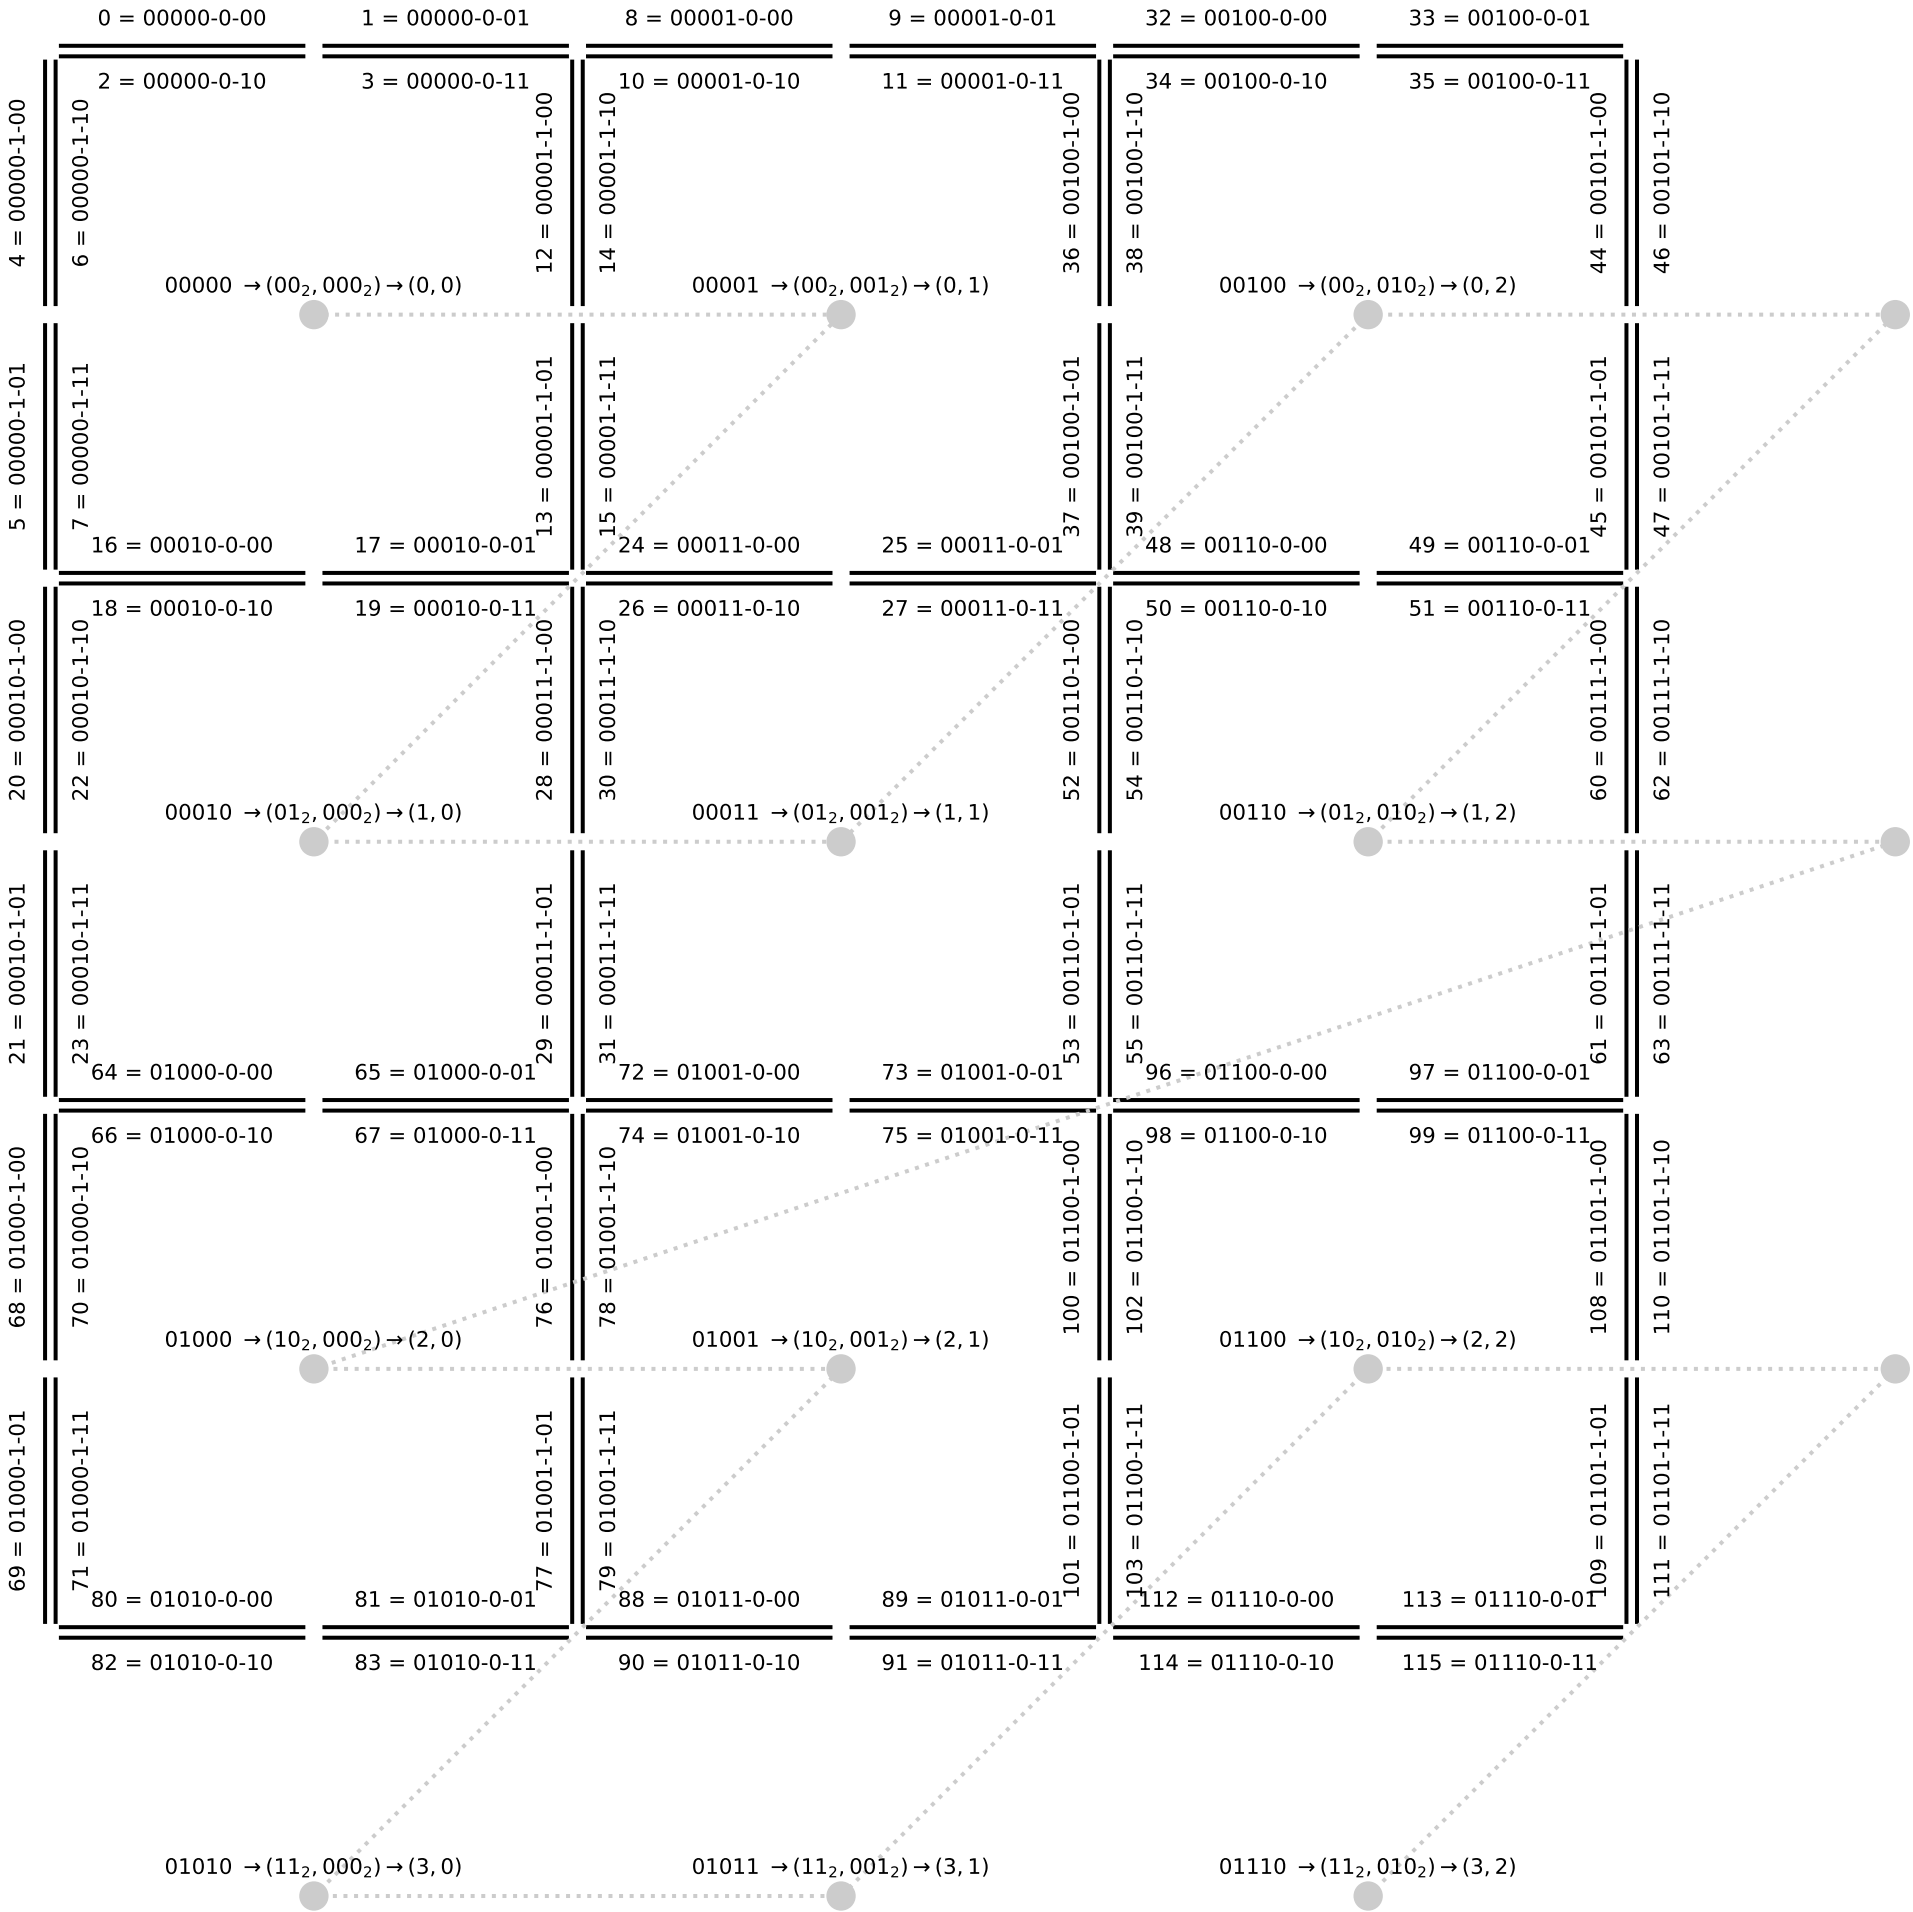 0 = 00000-0-00
1 = 00000-0-01
8 = 00001-0-00
9 = 00001-0-01
32 = 00100-0-00
33 = 00100-0-01
2 = 00000-0-10
3 = 00000-0-11
10 = 00001-0-10
11 = 00001-0-11
34 = 00100-0-10
35 = 00100-0-11
4 = 00000-1-00
6 = 00000-1-10
12 = 00001-1-00
14 = 00001-1-10
36 = 00100-1-00
38 = 00100-1-10
44 = 00101-1-00
46 = 00101-1-10
00000 →(00₂, 000₂)→(0, 0)
00001 →(00₂, 001₂)→(0, 1)
00100 →(00₂, 010₂)→(0, 2)
5 = 00000-1-01
7 = 00000-1-11
13 = 00001-1-01
15 = 00001-1-11
37 = 00100-1-01
39 = 00100-1-11
45 = 00101-1-01
47 = 00101-1-11
16 = 00010-0-00
17 = 00010-0-01
24 = 00011-0-00
25 = 00011-0-01
48 = 00110-0-00
49 = 00110-0-01
18 = 00010-0-10
19 = 00010-0-11
26 = 00011-0-10
27 = 00011-0-11
50 = 00110-0-10
51 = 00110-0-11
20 = 00010-1-00
22 = 00010-1-10
28 = 00011-1-00
30 = 00011-1-10
52 = 00110-1-00
54 = 00110-1-10
60 = 00111-1-00
62 = 00111-1-10
00010 →(01₂, 000₂)→(1, 0)
00011 →(01₂, 001₂)→(1, 1)
00110 →(01₂, 010₂)→(1, 2)
21 = 00010-1-01
23 = 00010-1-11
29 = 00011-1-01
31 = 00011-1-11
53 = 00110-1-01
55 = 00110-1-11
61 = 00111-1-01
63 = 00111-1-11
64 = 01000-0-00
65 = 01000-0-01
72 = 01001-0-00
73 = 01001-0-01
96 = 01100-0-00
97 = 01100-0-01
66 = 01000-0-10
67 = 01000-0-11
74 = 01001-0-10
75 = 01001-0-11
98 = 01100-0-10
99 = 01100-0-11
68 = 01000-1-00
70 = 01000-1-10
76 = 01001-1-00
78 = 01001-1-10
100 = 01100-1-00
102 = 01100-1-10
108 = 01101-1-00
110 = 01101-1-10
01000 →(10₂, 000₂)→(2, 0)
01001 →(10₂, 001₂)→(2, 1)
01100 →(10₂, 010₂)→(2, 2)
69 = 01000-1-01
71 = 01000-1-11
77 = 01001-1-01
79 = 01001-1-11
101 = 01100-1-01
103 = 01100-1-11
109 = 01101-1-01
111 = 01101-1-11
80 = 01010-0-00
81 = 01010-0-01
88 = 01011-0-00
89 = 01011-0-01
112 = 01110-0-00
113 = 01110-0-01
82 = 01010-0-10
83 = 01010-0-11
90 = 01011-0-10
91 = 01011-0-11
114 = 01110-0-10
115 = 01110-0-11
01010 →(11₂, 000₂)→(3, 0)
01011 →(11₂, 001₂)→(3, 1)
01110 →(11₂, 010₂)→(3, 2)